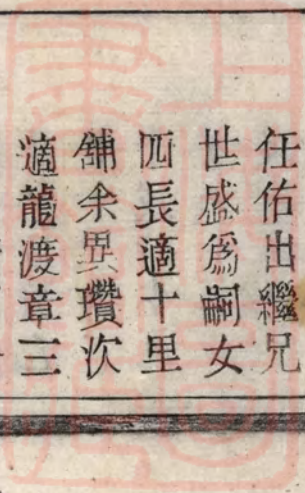 任佑出繼兄
世盛爲嗣女
四長適十里
鋪余異瓚次
適龍渡章三